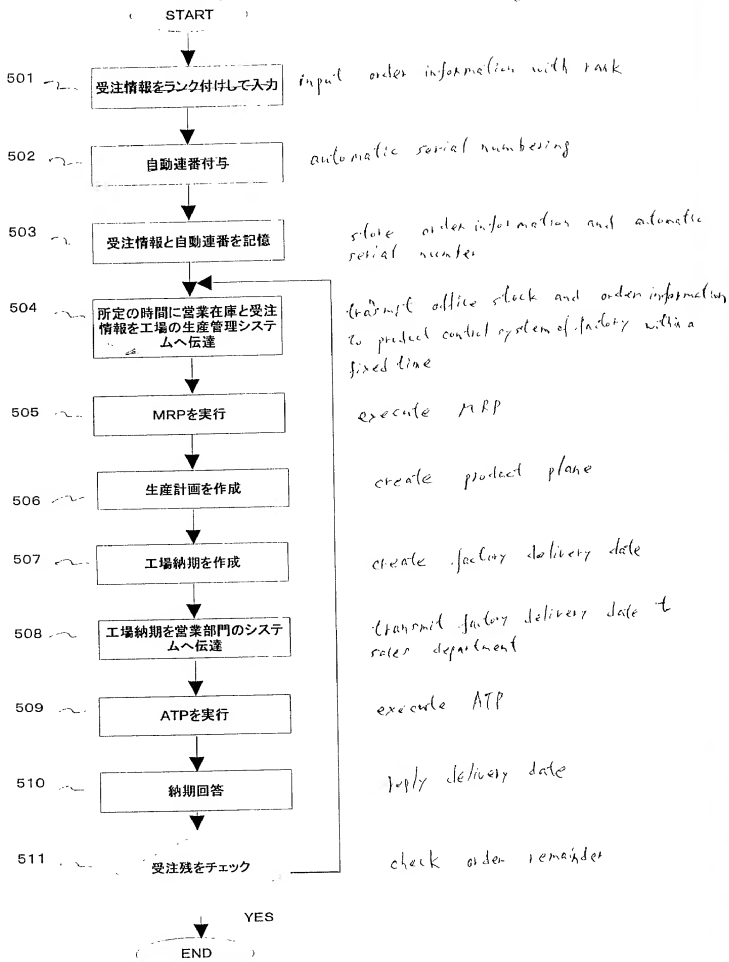 START
501 受注情報をランク付けして入力 input order information with rank
502 自動連番付与 automatic serial numbering
503 受注情報と自動連番を記憶 store order information and automatic
serial number
504 所定の時間に営業在庫と受注
情報を工場の生産管理システ
ムへ伝達
trasmit office stock and order information
to product control system of factory within a
fixed time
505 MRPを実行 execute MRP
506 生産計画を作成 create product plane
507 工場納期を作成 create factory delivery date
508 工場納期を営業部門のシステ
ムへ伝達
transmit factory delivery date t
sales department
509 ATPを実行 execute ATP
510 納期回答 reply delivery date
511 受注残をチェック check order remainder
YES
END